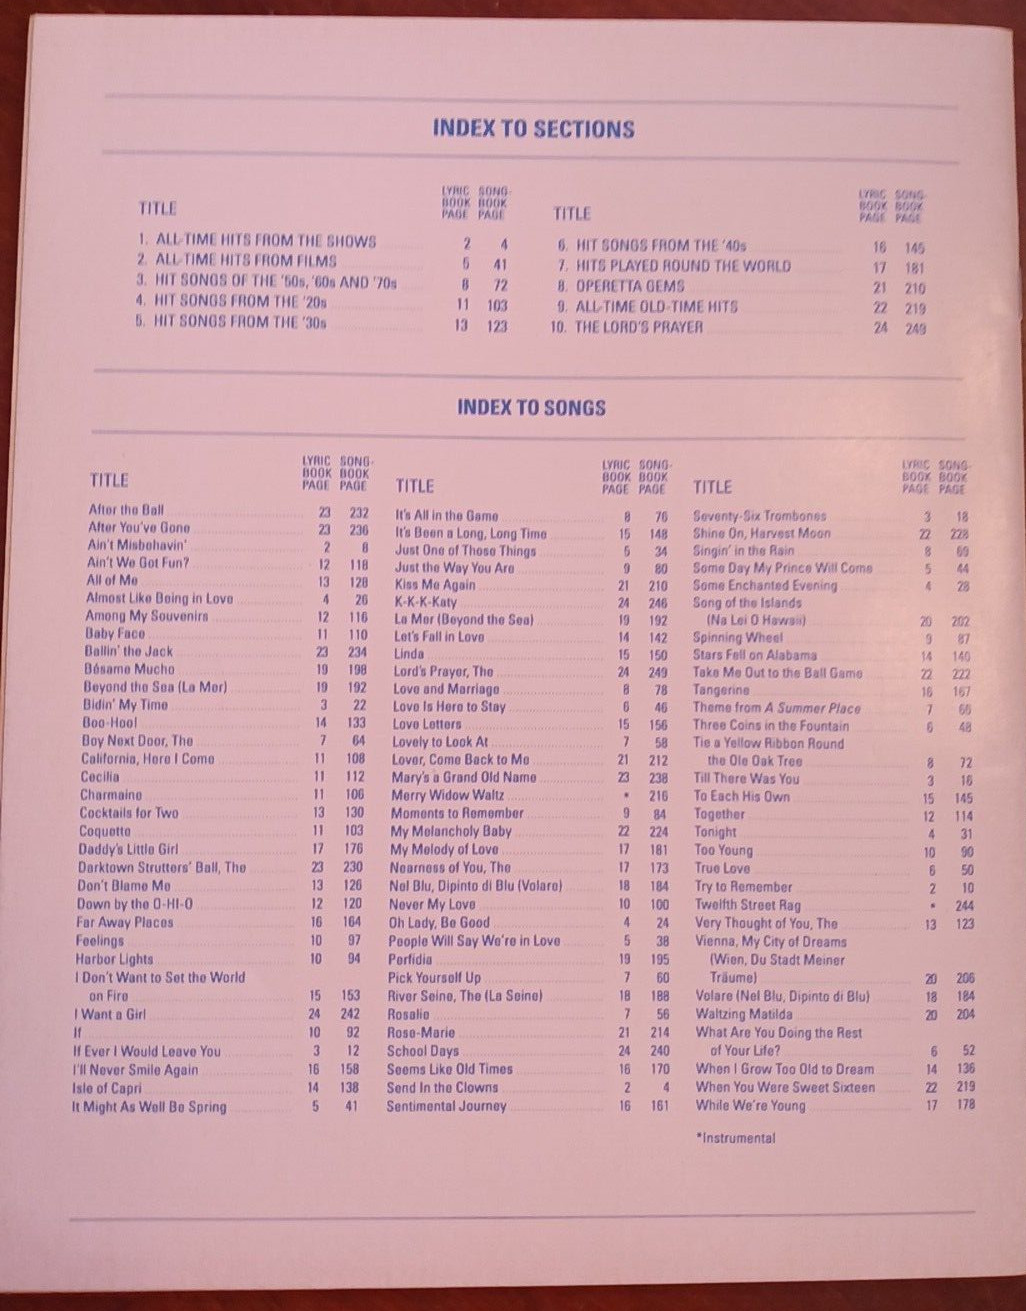 INDEX TO SECTIONS
TITLE LYRIC BOOK PAGE SONG-BOOK PAGE
1. ALL-TIME HITS FROM THE SHOWS 2 4
2. ALL-TIME HITS FROM FILMS 5 41
3. HIT SONGS OF THE '50s, '60s AND '70s 8 72
4. HIT SONGS FROM THE '20s 11 103
5. HIT SONGS FROM THE '30s 13 123
TITLE LYRIC BOOK PAGE SONG-BOOK PAGE
6. HIT SONGS FROM THE '40s 16 145
7. HITS PLAYED ROUND THE WORLD 17 181
8. OPERETTA GEMS 21 210
9. ALL-TIME OLD-TIME HITS 22 219
10. THE LORD'S PRAYER 24 249
INDEX TO SONGS
TITLE LYRIC BOOK PAGE SONG-BOOK PAGE
After the Ball 23 232
After You've Gone 23 236
Ain't Misbehavin' 2 8
Ain't We Got Fun? 12 118
All of Me 13 128
Almost Like Being in Love 4 26
Among My Souvenirs 12 116
Baby Face 11 110
Ballin' the Jack 23 234
Bésame Mucho 19 198
Beyond the Sea (La Mer) 19 192
Bidin' My Time 3 22
Boo-Hoo! 14 133
Boy Next Door, The 7 64
California, Here I Come 11 108
Cecilia 11 112
Charmaine 11 106
Cocktails for Two 13 130
Coquette 11 103
Daddy's Little Girl 17 176
Darktown Strutters' Ball, The 23 230
Don't Blame Me 13 126
Down by the O-HI-O 12 120
Far Away Places 16 164
Feelings 10 97
Harbor Lights 10 94
I Don't Want to Set the World
on Fire 15 153
I Want a Girl 24 242
If 10 92
If Ever I Would Leave You 3 12
I'll Never Smile Again 16 158
Isle of Capri 14 138
It Might As Well Be Spring 5 41
TITLE LYRIC BOOK PAGE SONG-BOOK PAGE
It's All in the Game 8 76
It's Been a Long, Long Time 15 148
Just One of Those Things 5 34
Just the Way You Are 9 80
Kiss Me Again 21 210
K-K-K-Katy 24 246
La Mer (Beyond the Sea) 19 192
Let's Fall in Love 14 142
Linda 15 150
Lord's Prayer, The 24 249
Love and Marriage 8 78
Love Is Here to Stay 6 46
Love Letters 15 156
Lovely to Look At 7 58
Lover, Come Back to Me 21 212
Mary's a Grand Old Name 23 238
Merry Widow Waltz * 216
Moments to Remember 9 84
My Melancholy Baby 22 224
My Melody of Love 17 181
Nearness of You, The 17 173
Nel Blu, Dipinto di Blu (Volare) 18 184
Never My Love 10 100
Oh Lady, Be Good 4 24
People Will Say We're in Love 5 38
Perfidia 19 195
Pick Yourself Up 7 60
River Seine, The (La Seine) 18 188
Rosalie 7 56
Rose-Marie 21 214
School Days 24 240
Seems Like Old Times 16 170
Send In the Clowns 2 4
Sentimental Journey 16 161
TITLE LYRIC BOOK PAGE SONG-BOOK PAGE
Seventy-Six Trombones 3 18
Shine On, Harvest Moon 22 228
Singin' in the Rain 8 69
Some Day My Prince Will Come 5 44
Some Enchanted Evening 4 28
Song of the Islands
(Na Lei O Hawaii) 20 202
Spinning Wheel 9 87
Stars Fell on Alabama 14 140
Take Me Out to the Ball Game 22 222
Tangerine 16 167
Theme from A Summer Place 7 66
Three Coins in the Fountain 6 48
Tie a Yellow Ribbon Round
the Ole Oak Tree 8 72
Till There Was You 3 16
To Each His Own 15 145
Together 12 114
Tonight 4 31
Too Young 10 90
True Love 6 50
Try to Remember 2 10
Twelfth Street Rag * 244
Very Thought of You, The 13 123
Vienna, My City of Dreams
(Wien, Du Stadt Meiner
Träume) 20 206
Volare (Nel Blu, Dipinto di Blu) 18 184
Waltzing Matilda 20 204
What Are You Doing the Rest
of Your Life? 6 52
When I Grow Too Old to Dream 14 136
When You Were Sweet Sixteen 22 219
While We're Young 17 178
*Instrumental